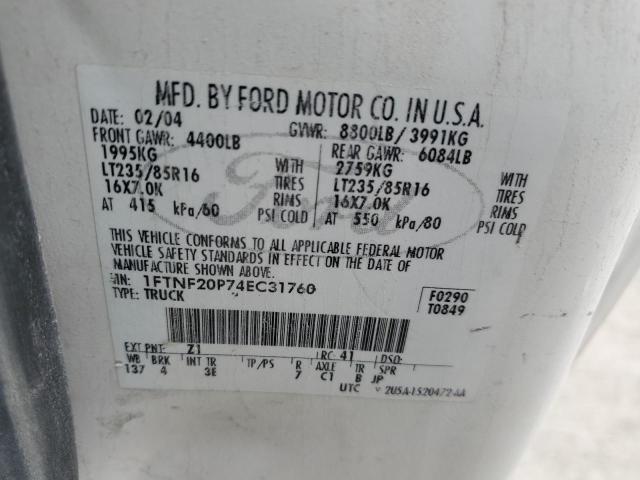 MFD. BY FORD MOTOR CO. IN U.S.A.
DATE: 02/04 GVWR: 8800LB/3991KG
FRONT GAWR: 4400LB REAR GAWR: 6084LB
1995KG WITH 2759KG WITH
LT235/85R16 TIRES LT235/85R16 TIRES
16X7.0K RIMS 16X7.0K RIMS
AT 415 kPa/60 PSI COLD AT 550 kPa/80 PSI COLD
Ford
THIS VEHICLE CONFORMS TO ALL APPLICABLE FEDERAL MOTOR
VEHICLE SAFETY STANDARDS IN EFFECT ON THE DATE OF
MANUFACTURE SHOWN ABOVE.
VIN: 1FTNF20P74EC31760 F0290
TYPE: TRUCK T0849
EXT PNT: Z1 RC: 41 DSO:
WB BRK INT TR TP/PS R AXLE TR SPR
137 4 3E 7 C1 B JP
UTC